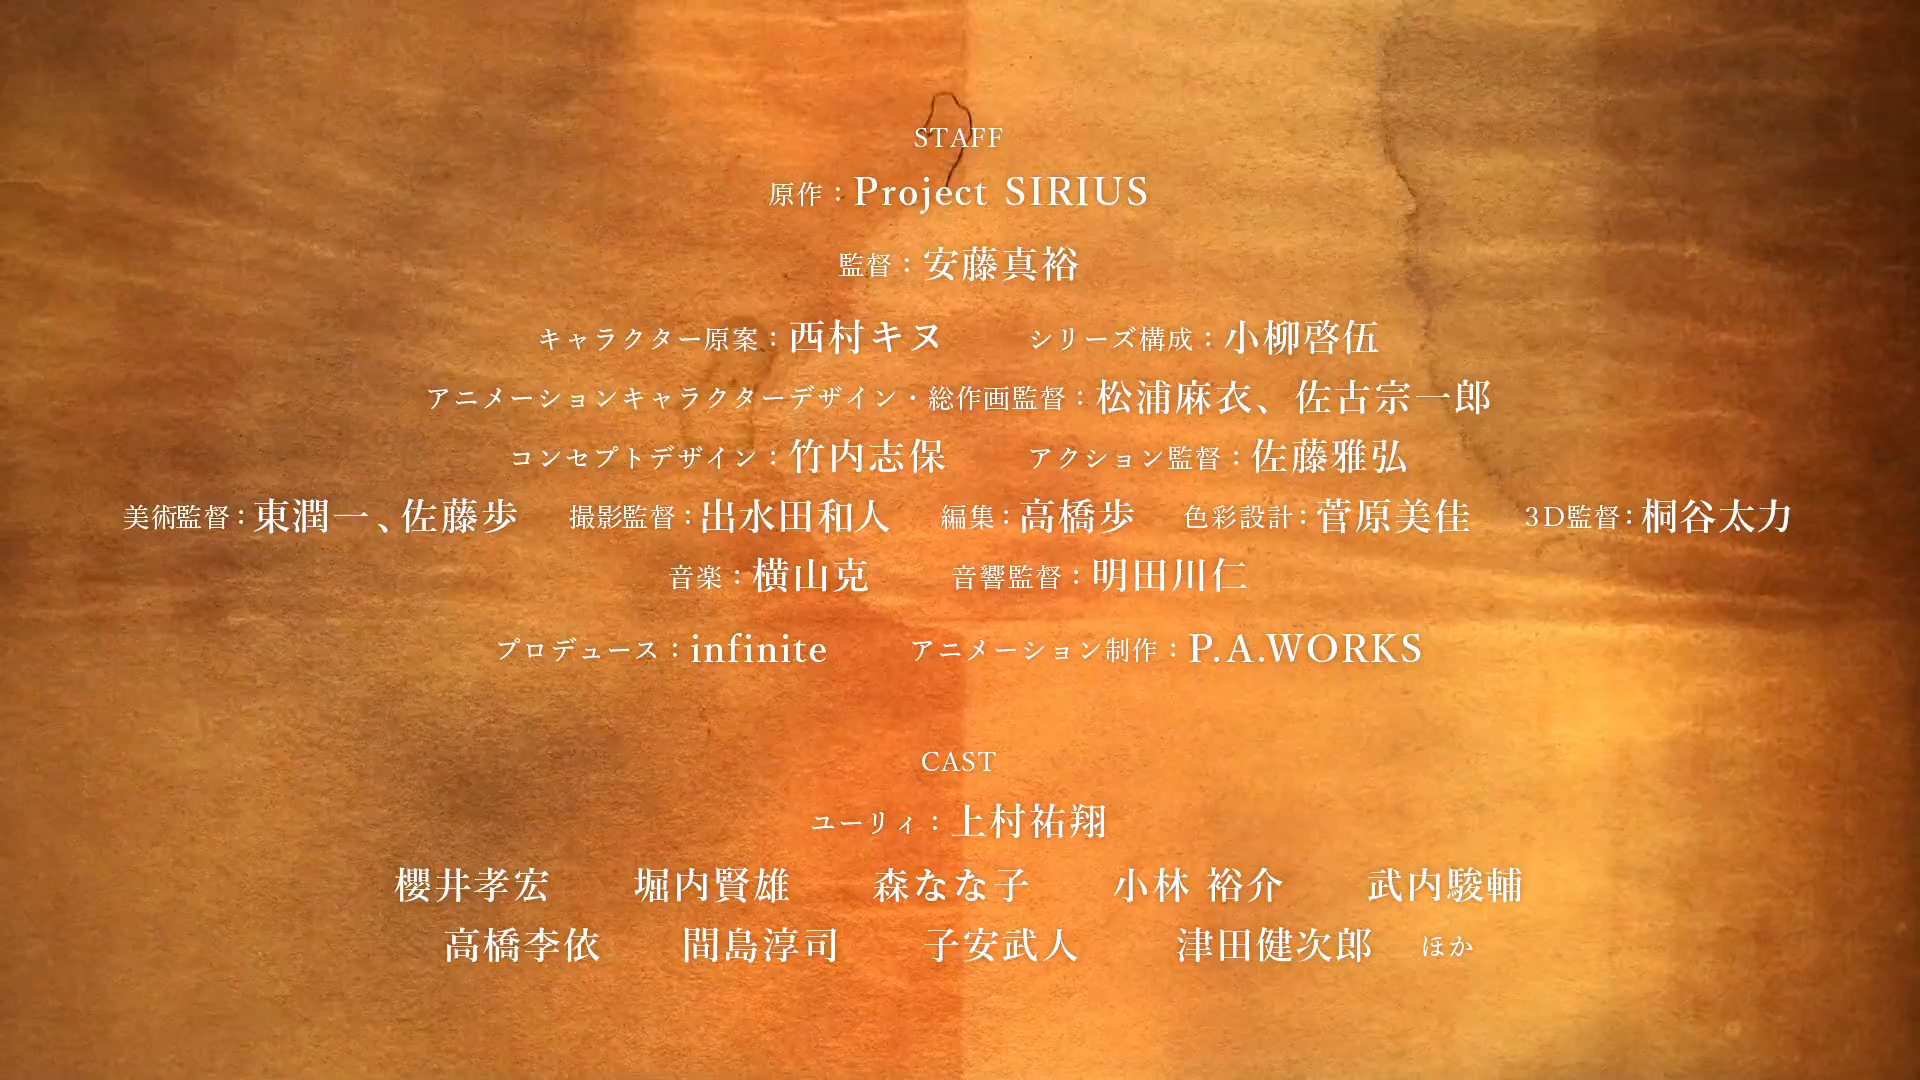 STAFF
原作：Project SIRIUS
監督：安藤真裕
キャラクター原案：西村キヌ シリーズ構成：小柳啓伍
アニメーションキャラクターデザイン・総作画監督：松浦麻衣、佐古宗一郎
コンセプトデザイン：竹内志保 アクション監督：佐藤雅弘
美術監督：東潤一、佐藤歩 撮影監督：出水田和人 編集：高橋歩 色彩設計：菅原美佳 3D監督：桐谷太力
音楽：横山克 音響監督：明田川仁
プロデュース：infinite アニメーション制作：P.A.WORKS
CAST
ユーリィ：上村祐翔
櫻井孝宏 堀内賢雄 森なな子 小林 裕介 武内駿輔
高橋李依 間島淳司 子安武人 津田健次郎 ほか